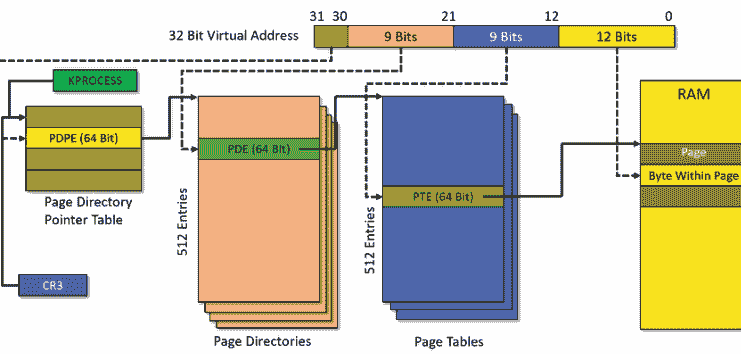 31 30 21 12 0
32 Bit Virtual Address 9 Bits 9 Bits 12 Bits
KPROCESS
RAM
PDPE (64 Bit)
PDE (64 Bit)
Page
Byte Within Page
Page Directory
Pointer Table
512 Entries
PTE (64 Bit)
512 Entries
CR3
Page Directories
Page Tables